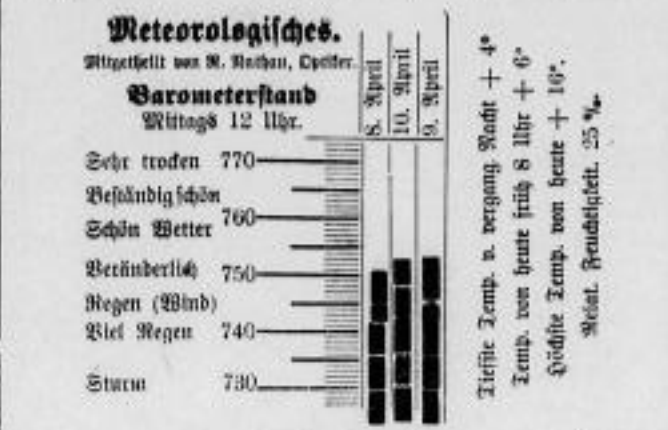 Meteorologisches.
Mitgetheilt von R. Nathan, Optiker.
Barometerstand
Mittags 12 Uhr.
8. April
10. April
9. April
Sehr trocken 770
Beständig schön
760
Schön Wetter
Veränderlich 750
Regen (Wind)
Viel Regen 740
Sturm 730
Tiefste Temp. v. vergang. Nacht + 4°
Temp. von heute früh 8 Uhr + 6°
Höchste Temp. von heute + 16°.
Relat. Feuchtigkeit. 25 %.